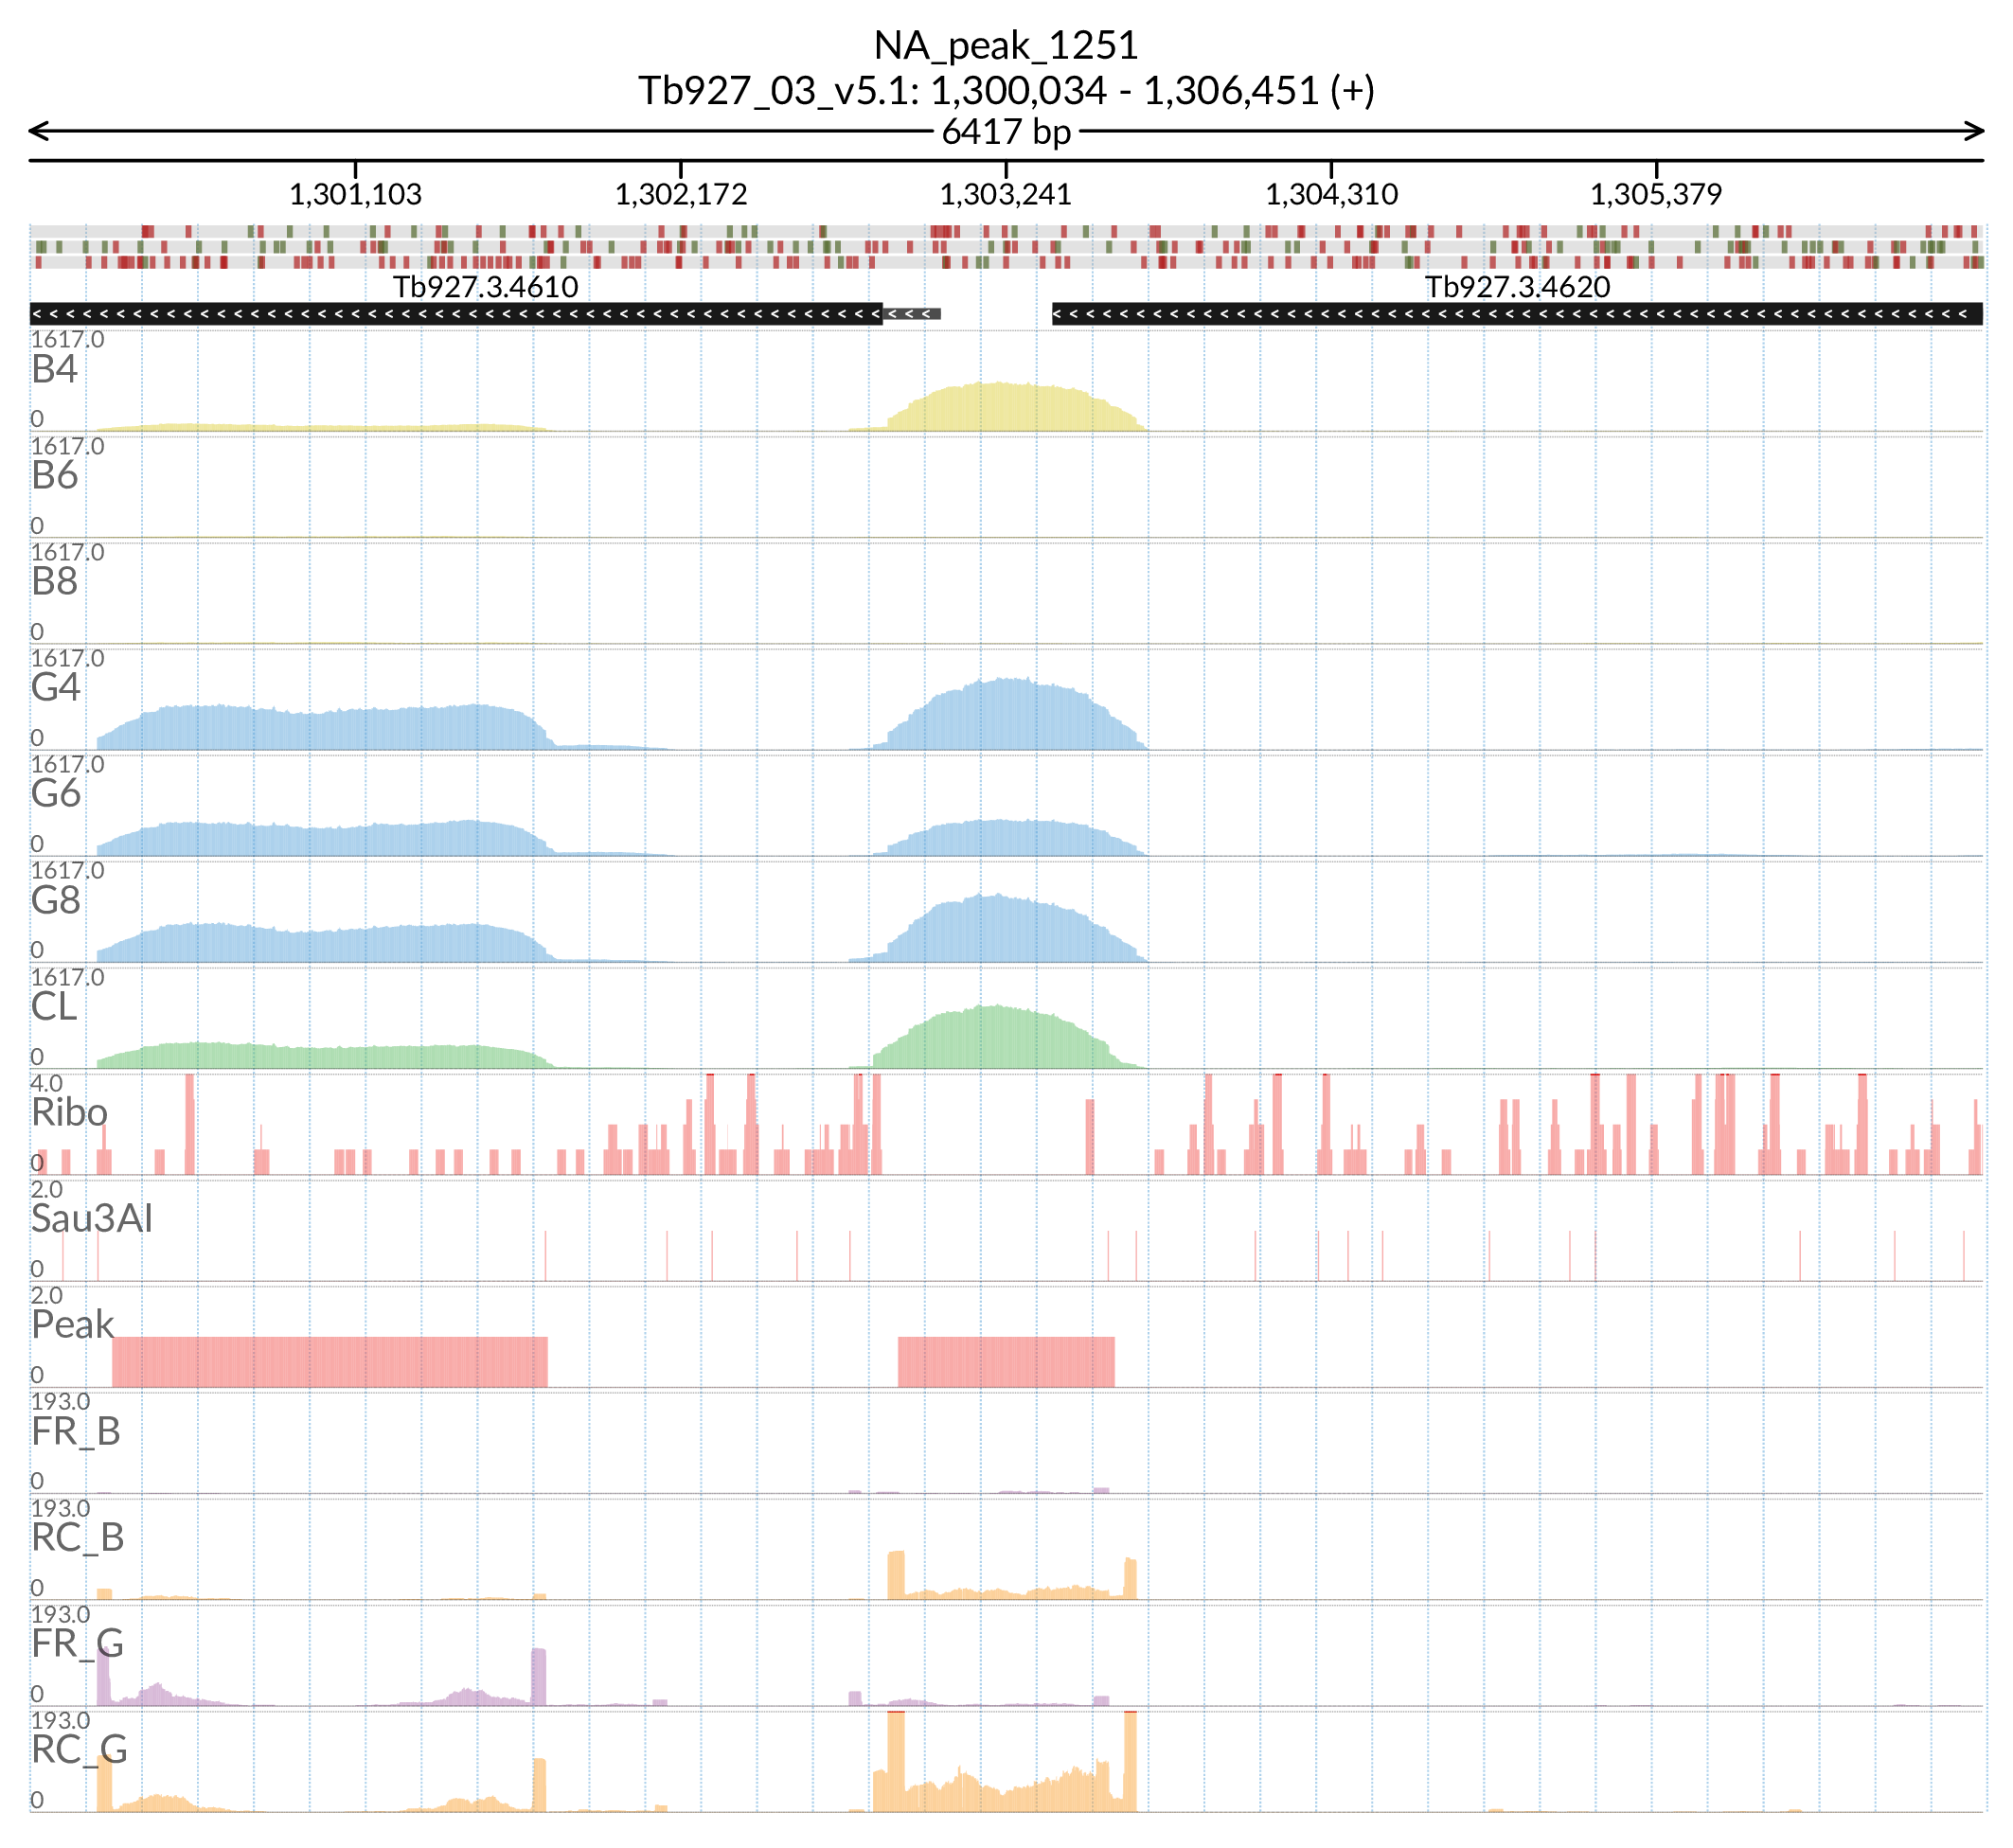 NA_peak_1251
Tb927_03_v5.1: 1,300,034 - 1,306,451 (+)
6417 bp
1,301,103 1,302,172 1,303,241 1,304,310 1,305,379
Tb927.3.4610 Tb927.3.4620
1617.0
B4
0
1617.0
B6
0
1617.0
B8
0
1617.0
G4
0
1617.0
G6
0
1617.0
G8
0
1617.0
CL
0
4.0
Ribo
0
2.0
Sau3AI
0
2.0
Peak
0
193.0
FR_B
0
193.0
RC_B
0
193.0
FR_G
0
193.0
RC_G
0